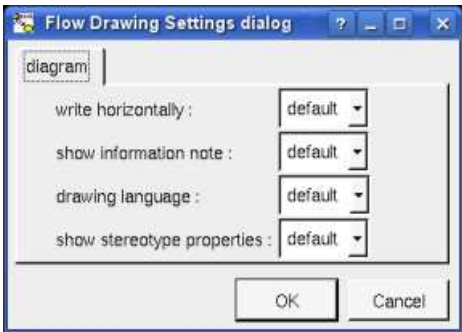 Flow Drawing Settings dialog ?
diagram
write horizontally : default
show information note : default
drawing language : default
show stereotype properties : default
OK Cancel